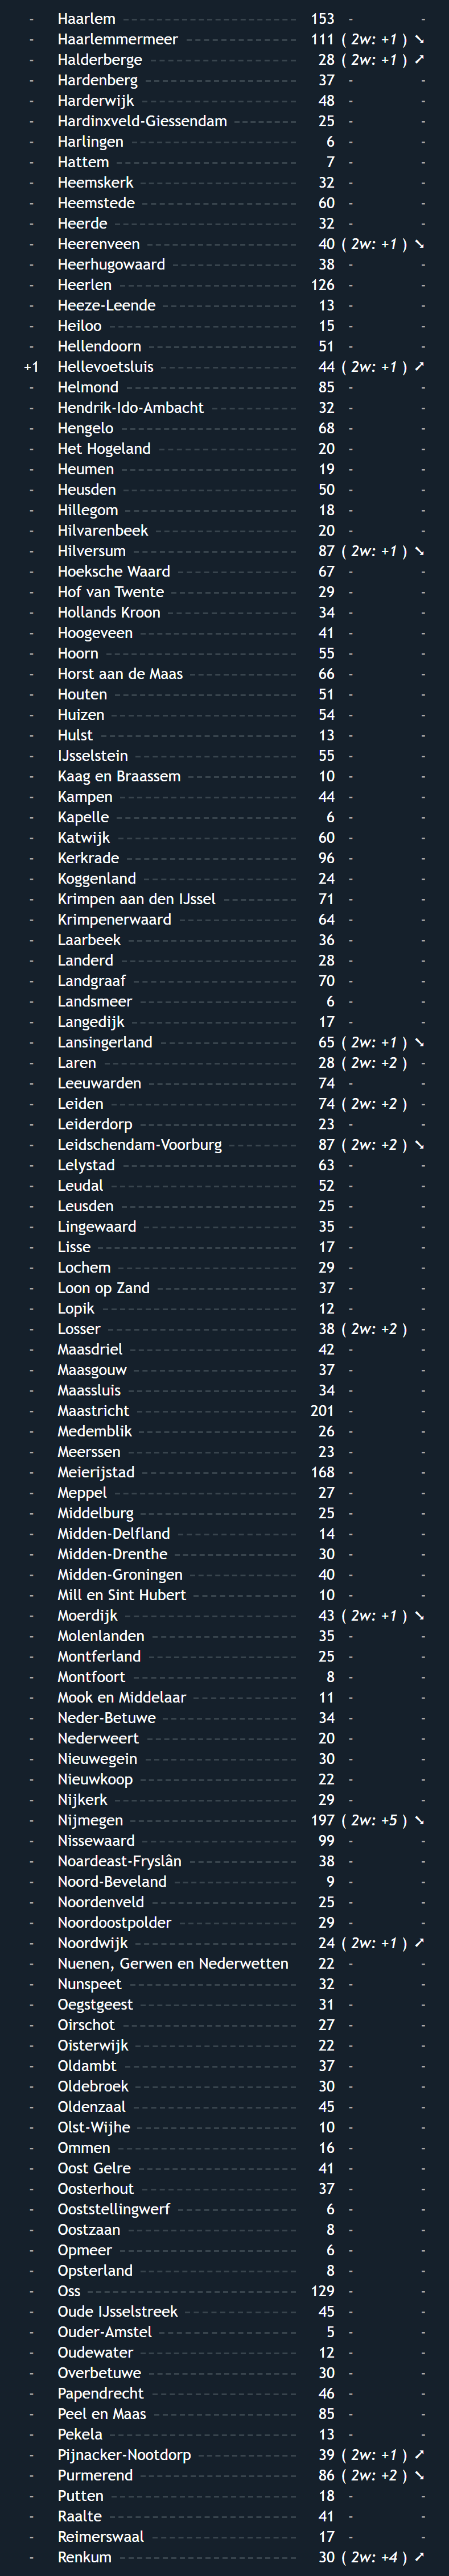 - Haarlem 153 - -
- Haarlemmermeer 111 ( 2w: +1 ) ➘
- Halderberge 28 ( 2w: +1 ) ➚
- Hardenberg 37 - -
- Harderwijk 48 - -
- Hardinxveld-Giessendam 25 - -
- Harlingen 6 - -
- Hattem 7 - -
- Heemskerk 32 - -
- Heemstede 60 - -
- Heerde 32 - -
- Heerenveen 40 ( 2w: +1 ) ➘
- Heerhugowaard 38 - -
- Heerlen 126 - -
- Heeze-Leende 13 - -
- Heiloo 15 - -
- Hellendoorn 51 - -
+1 Hellevoetsluis 44 ( 2w: +1 ) ➚
- Helmond 85 - -
- Hendrik-Ido-Ambacht 32 - -
- Hengelo 68 - -
- Het Hogeland 20 - -
- Heumen 19 - -
- Heusden 50 - -
- Hillegom 18 - -
- Hilvarenbeek 20 - -
- Hilversum 87 ( 2w: +1 ) ➘
- Hoeksche Waard 67 - -
- Hof van Twente 29 - -
- Hollands Kroon 34 - -
- Hoogeveen 41 - -
- Hoorn 55 - -
- Horst aan de Maas 66 - -
- Houten 51 - -
- Huizen 54 - -
- Hulst 13 - -
- IJsselstein 55 - -
- Kaag en Braassem 10 - -
- Kampen 44 - -
- Kapelle 6 - -
- Katwijk 60 - -
- Kerkrade 96 - -
- Koggenland 24 - -
- Krimpen aan den IJssel 71 - -
- Krimpenerwaard 64 - -
- Laarbeek 36 - -
- Landerd 28 - -
- Landgraaf 70 - -
- Landsmeer 6 - -
- Langedijk 17 - -
- Lansingerland 65 ( 2w: +1 ) ➘
- Laren 28 ( 2w: +2 ) -
- Leeuwarden 74 - -
- Leiden 74 ( 2w: +2 ) -
- Leiderdorp 23 - -
- Leidschendam-Voorburg 87 ( 2w: +2 ) ➘
- Lelystad 63 - -
- Leudal 52 - -
- Leusden 25 - -
- Lingewaard 35 - -
- Lisse 17 - -
- Lochem 29 - -
- Loon op Zand 37 - -
- Lopik 12 - -
- Losser 38 ( 2w: +2 ) -
- Maasdriel 42 - -
- Maasgouw 37 - -
- Maassluis 34 - -
- Maastricht 201 - -
- Medemblik 26 - -
- Meerssen 23 - -
- Meierijstad 168 - -
- Meppel 27 - -
- Middelburg 25 - -
- Midden-Delfland 14 - -
- Midden-Drenthe 30 - -
- Midden-Groningen 40 - -
- Mill en Sint Hubert 10 - -
- Moerdijk 43 ( 2w: +1 ) ➘
- Molenlanden 35 - -
- Montferland 25 - -
- Montfoort 8 - -
- Mook en Middelaar 11 - -
- Neder-Betuwe 34 - -
- Nederweert 20 - -
- Nieuwegein 30 - -
- Nieuwkoop 22 - -
- Nijkerk 29 - -
- Nijmegen 197 ( 2w: +5 ) ➘
- Nissewaard 99 - -
- Noardeast-Fryslân 38 - -
- Noord-Beveland 9 - -
- Noordenveld 25 - -
- Noordoostpolder 29 - -
- Noordwijk 24 ( 2w: +1 ) ➚
- Nuenen, Gerwen en Nederwetten 22 - -
- Nunspeet 32 - -
- Oegstgeest 31 - -
- Oirschot 27 - -
- Oisterwijk 22 - -
- Oldambt 37 - -
- Oldebroek 30 - -
- Oldenzaal 45 - -
- Olst-Wijhe 10 - -
- Ommen 16 - -
- Oost Gelre 41 - -
- Oosterhout 37 - -
- Ooststellingwerf 6 - -
- Oostzaan 8 - -
- Opmeer 6 - -
- Opsterland 8 - -
- Oss 129 - -
- Oude IJsselstreek 45 - -
- Ouder-Amstel 5 - -
- Oudewater 12 - -
- Overbetuwe 30 - -
- Papendrecht 46 - -
- Peel en Maas 85 - -
- Pekela 13 - -
- Pijnacker-Nootdorp 39 ( 2w: +1 ) ➚
- Purmerend 86 ( 2w: +2 ) ➘
- Putten 18 - -
- Raalte 41 - -
- Reimerswaal 17 - -
- Renkum 30 ( 2w: +4 ) ➚